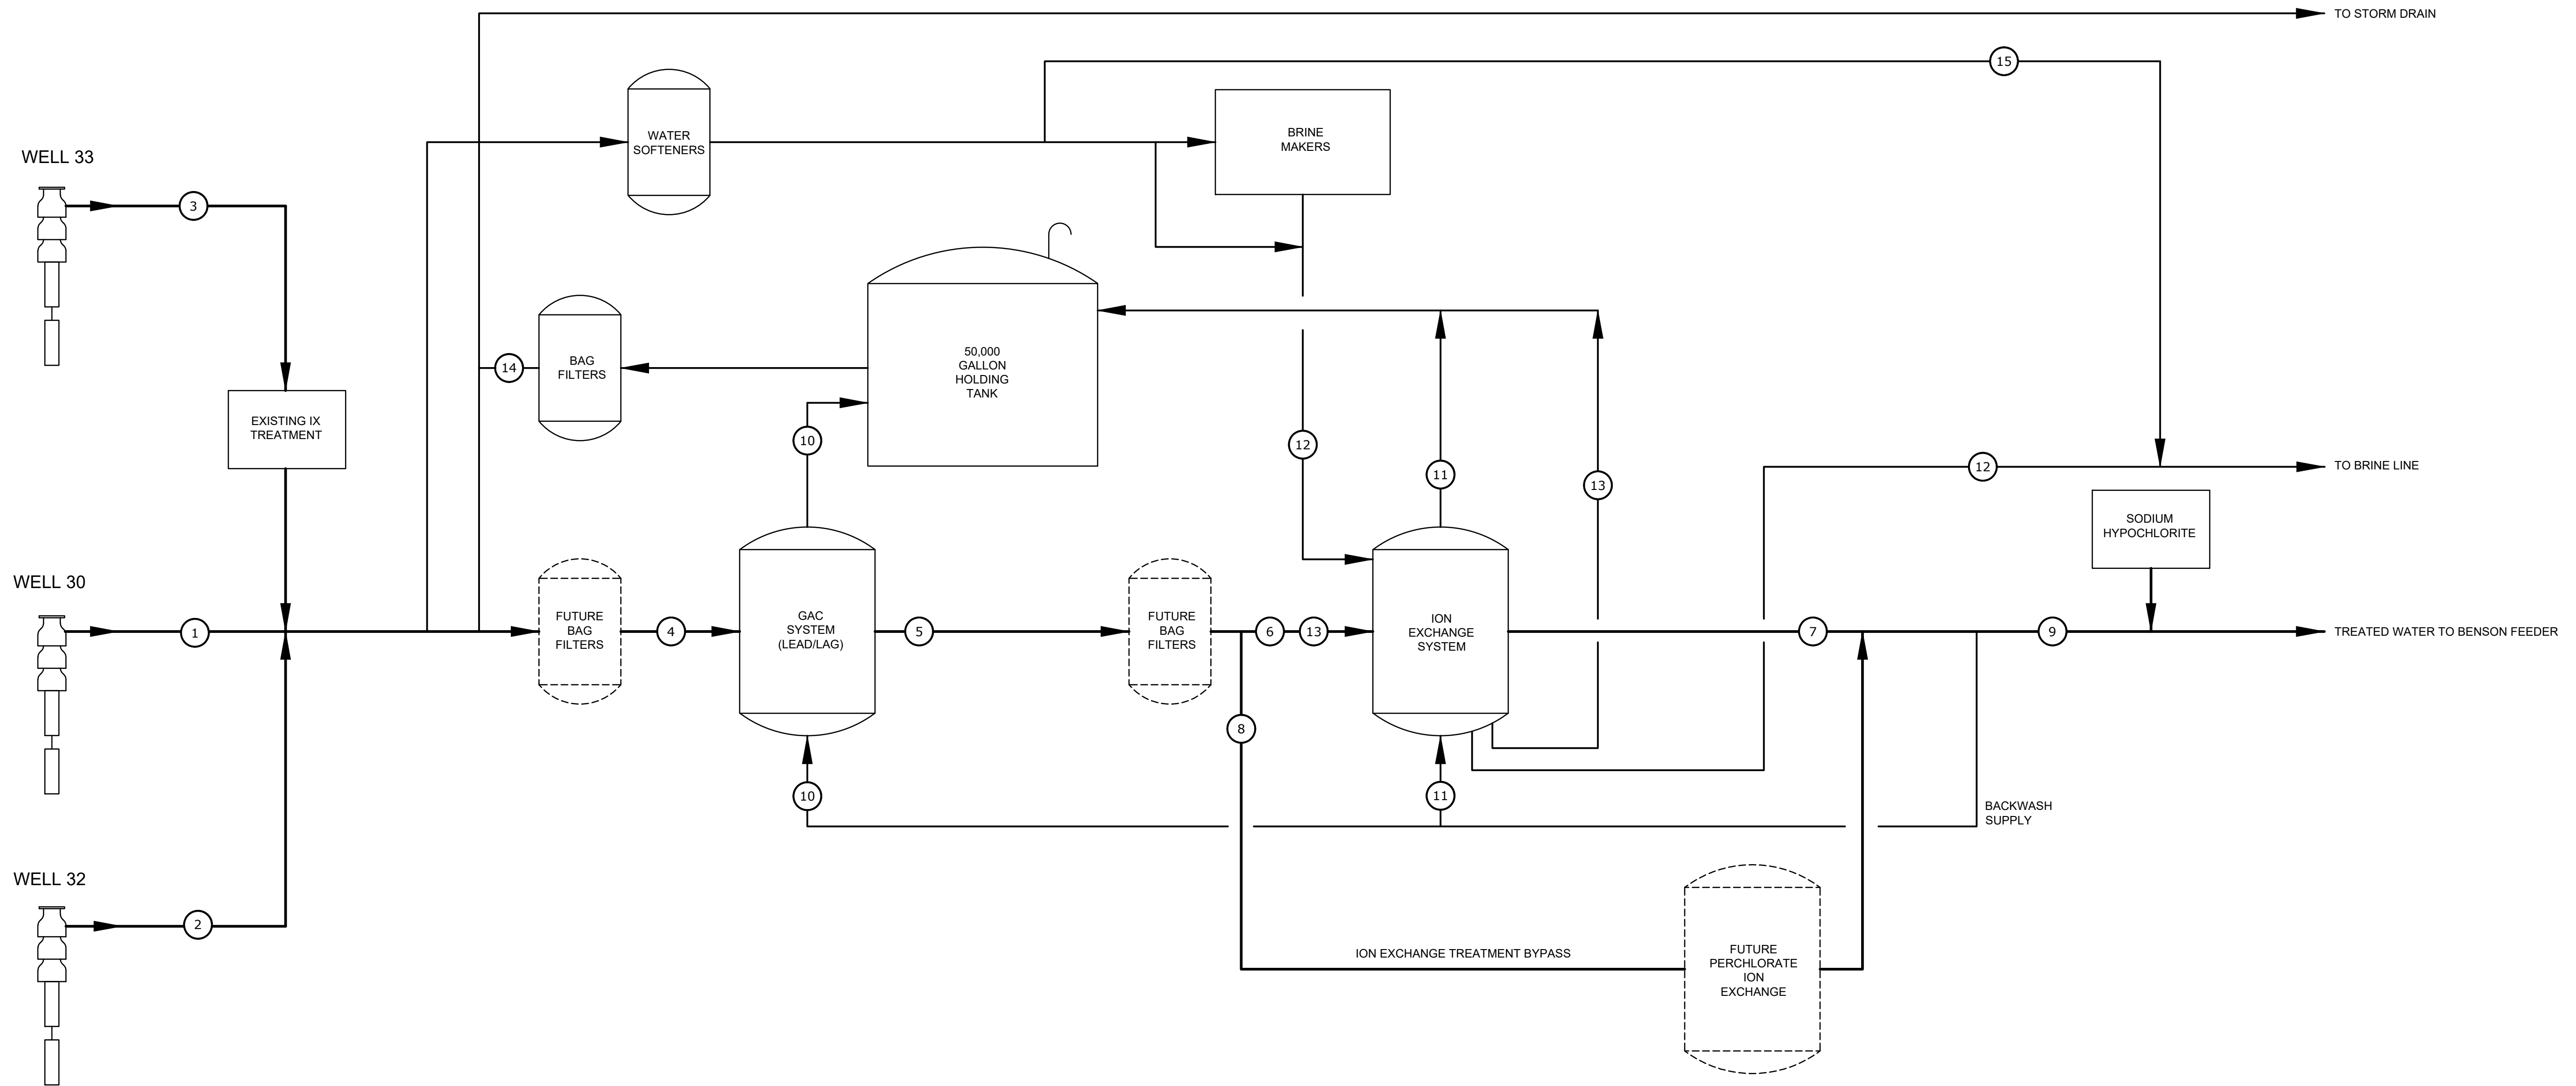 TO STORM DRAIN
15
WATER
SOFTENERS
BRINE
MAKERS
WELL 33
3
50,000
GALLON
HOLDING
TANK
14
BAG
FILTERS
EXISTING IX
TREATMENT
10
12
11
13
12
TO BRINE LINE
SODIUM
HYPOCHLORITE
WELL 30
1
FUTURE
BAG
FILTERS
4
GAC
SYSTEM
(LEAD/LAG)
5
FUTURE
BAG
FILTERS
6
13
ION
EXCHANGE
SYSTEM
7
9
TREATED WATER TO BENSON FEEDER
8
10
11
BACKWASH
SUPPLY
WELL 32
2
ION EXCHANGE TREATMENT BYPASS
FUTURE
PERCHLORATE
ION
EXCHANGE